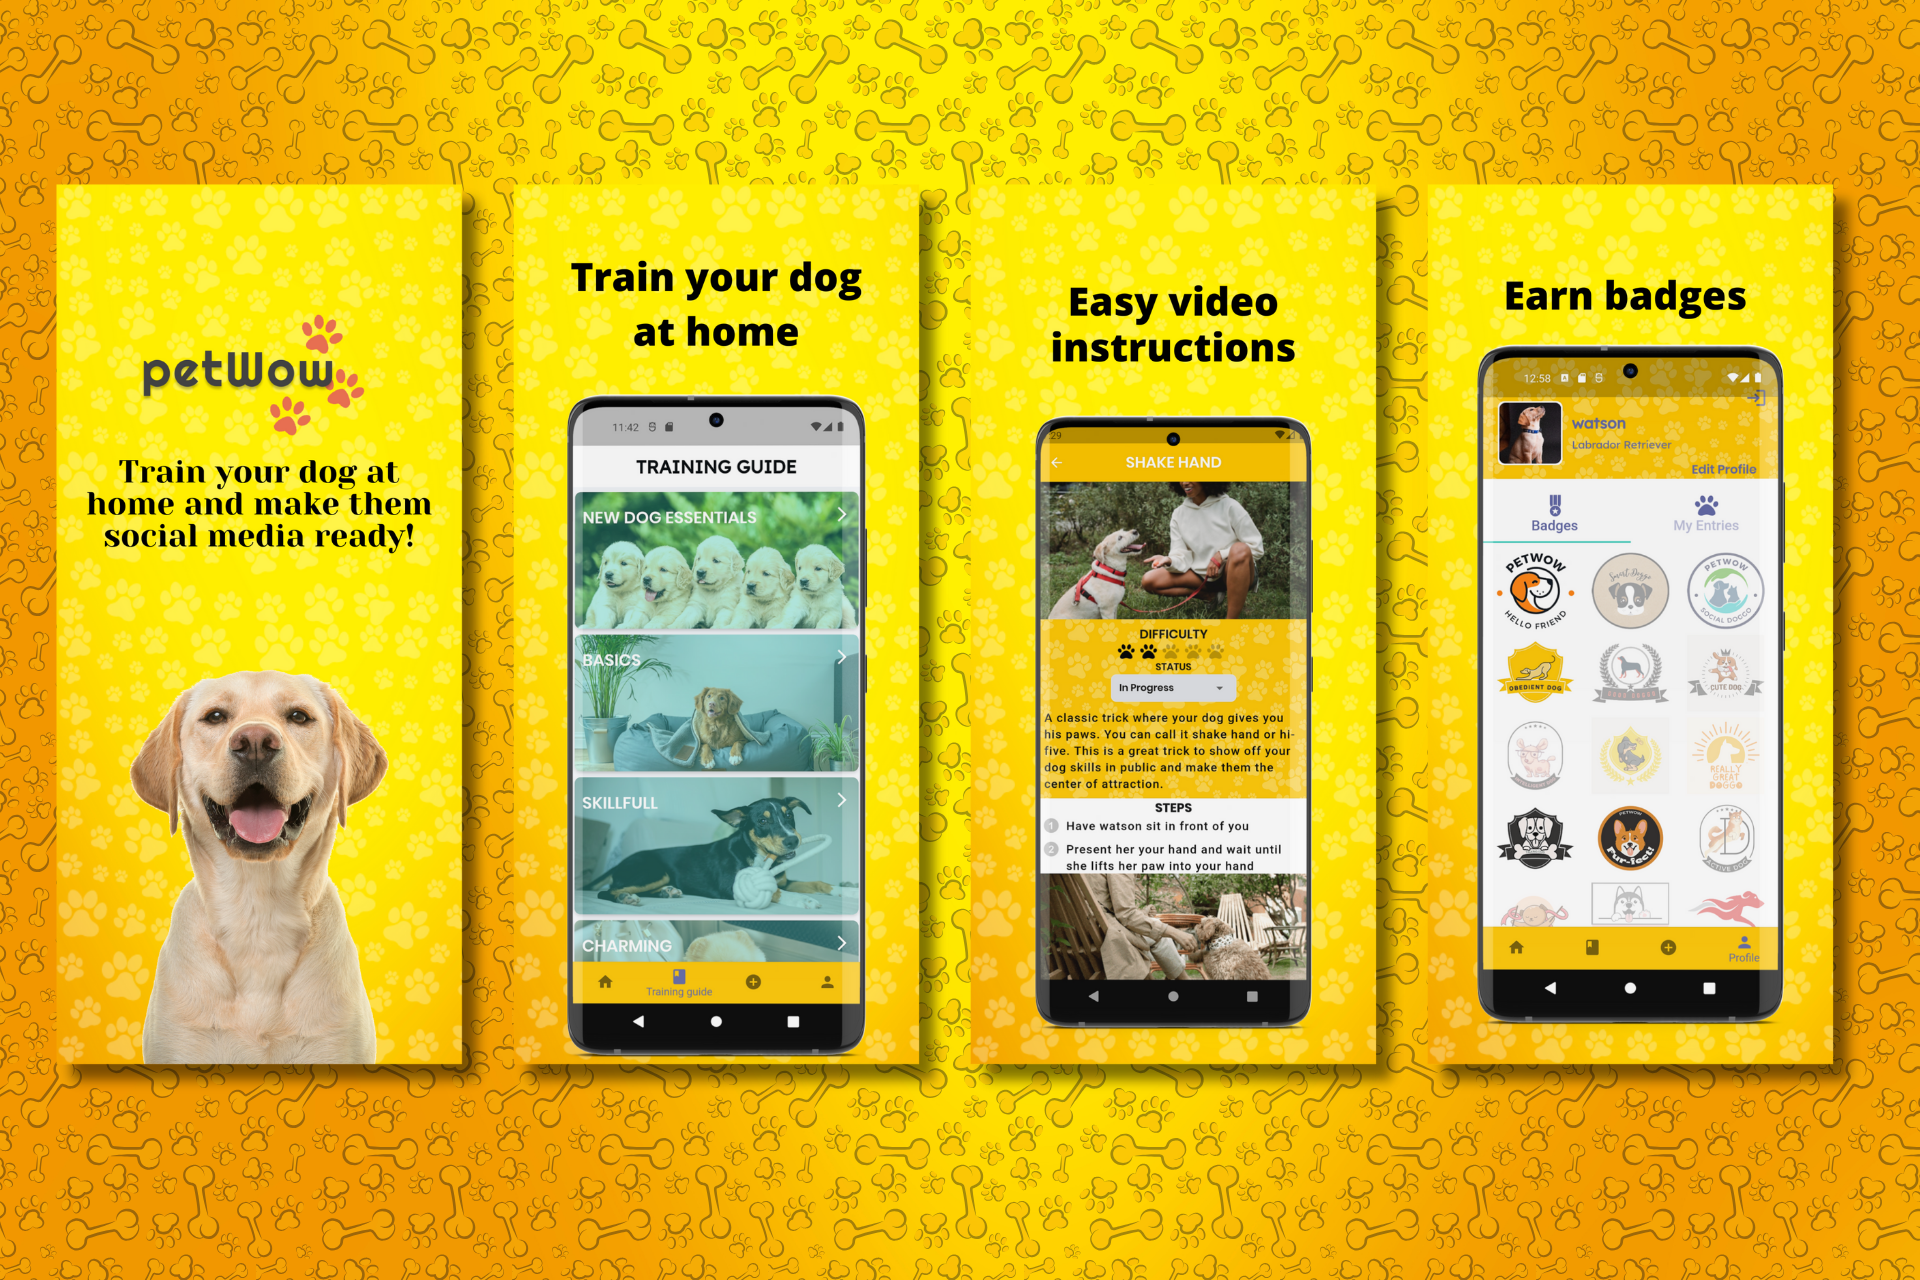 petWow
Train your dog at
home and make them
social media ready!
Train your dog
at home
11:42
TRAINING GUIDE
NEW DOG ESSENTIALS
BASICS
SKILLFULL
CHARMING
Training guide
Easy video
instructions
29
SHAKE HAND
DIFFICULTY
STATUS
In Progress
A classic trick where your dog gives you
his paws. You can call it shake hand or hi-
five. This is a great trick to show off your
dog skills in public and make them the
center of attraction.
STEPS
1 Have watson sit in front of you
2 Present her your hand and wait until
she lifts her paw into your hand
Earn badges
12:58
watson
Labrador Retriever
Edit Profile
Badges
My Entries
PETWOW
HELLO FRIEND
Smart Doggo
PETWOW
SOCIAL DOGGO
OBEDIENT DOG
CUTE DOG
REALLY
GREAT
DOGGO
PETWOW
Fur-fect!
D
ACTIVE DOG
Profile